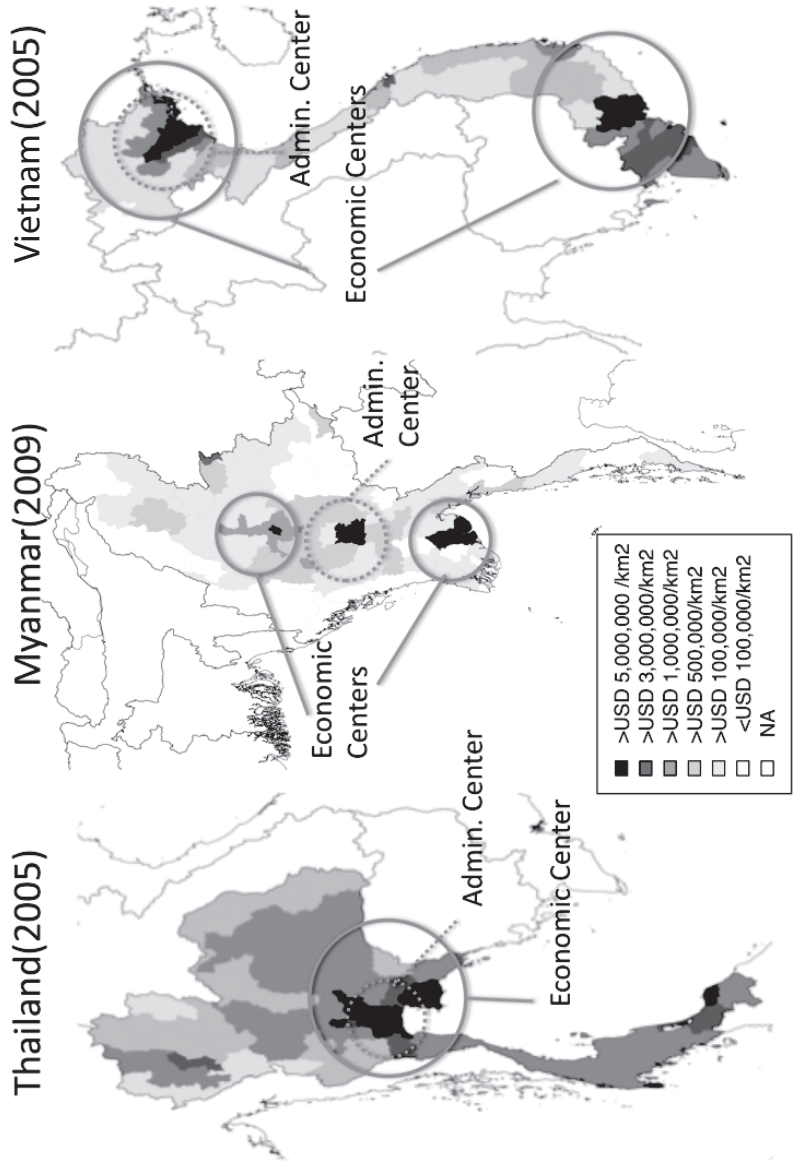 Thailand(2005)
Admin. Center
Economic Center
Myanmar(2009)
Economic
Centers
Admin.
Center
Vietnam(2005)
Admin. Center
Economic Centers
>USD 5,000,000 /km2
>USD 3,000,000/km2
>USD 1,000,000/km2
>USD 500,000/km2
>USD 100,000/km2
<USD 100,000/km2
NA